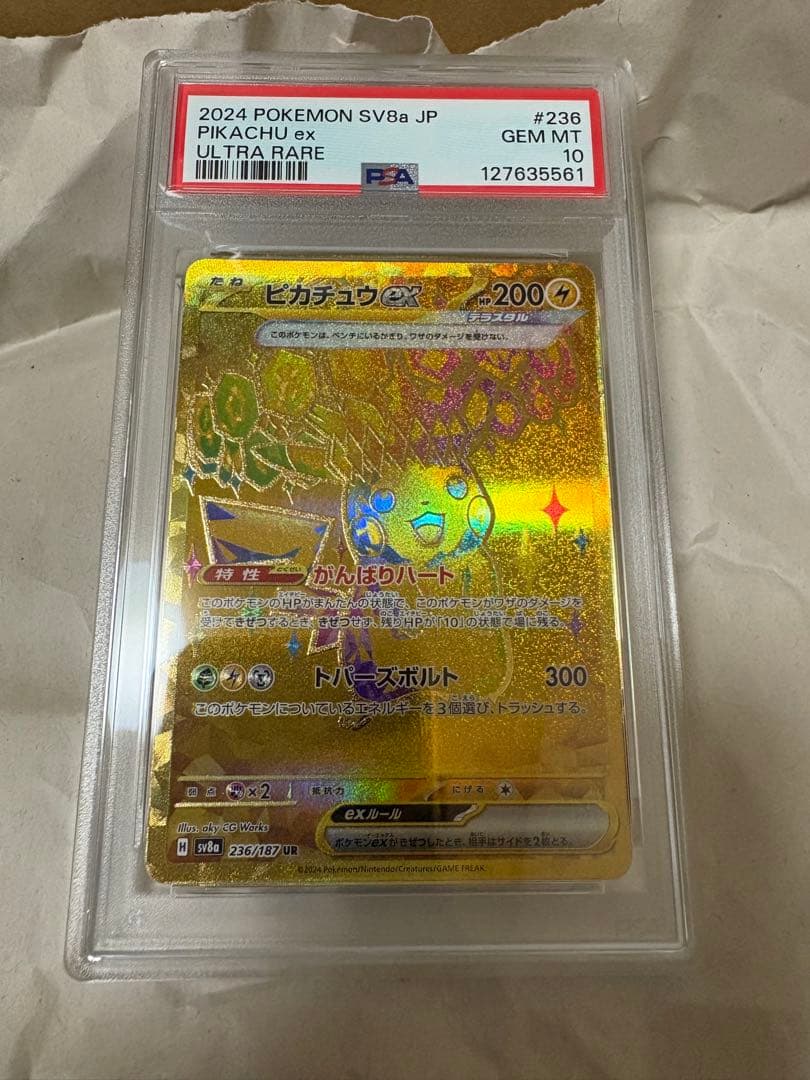 2024 POKEMON SV8a JP #236
PIKACHU ex GEM MT
ULTRA RARE 10
PSA 127635561
たね ピカチュウex HP200
テラスタル
このポケモンは、ベンチにいるかぎり、ワザのダメージを受けない。
特性 とくせい がんばりハート
このポケモンのHPがまんたんの状態で、このポケモンがワザのダメージを
受けてきぜつするとき、きぜつせず、残りHPが「10」の状態で場に残る。
トパーズボルト 300
このポケモンについているエネルギーを3個選び、トラッシュする。
弱点 ×2 抵抗力 にげる
exルール
ポケモンexがきぜつしたとき、相手はサイドを2枚とる。
Illus. aky CG Works
H sv8a 236/187 UR
©2024 Pokémon/Nintendo/Creatures/GAME FREAK